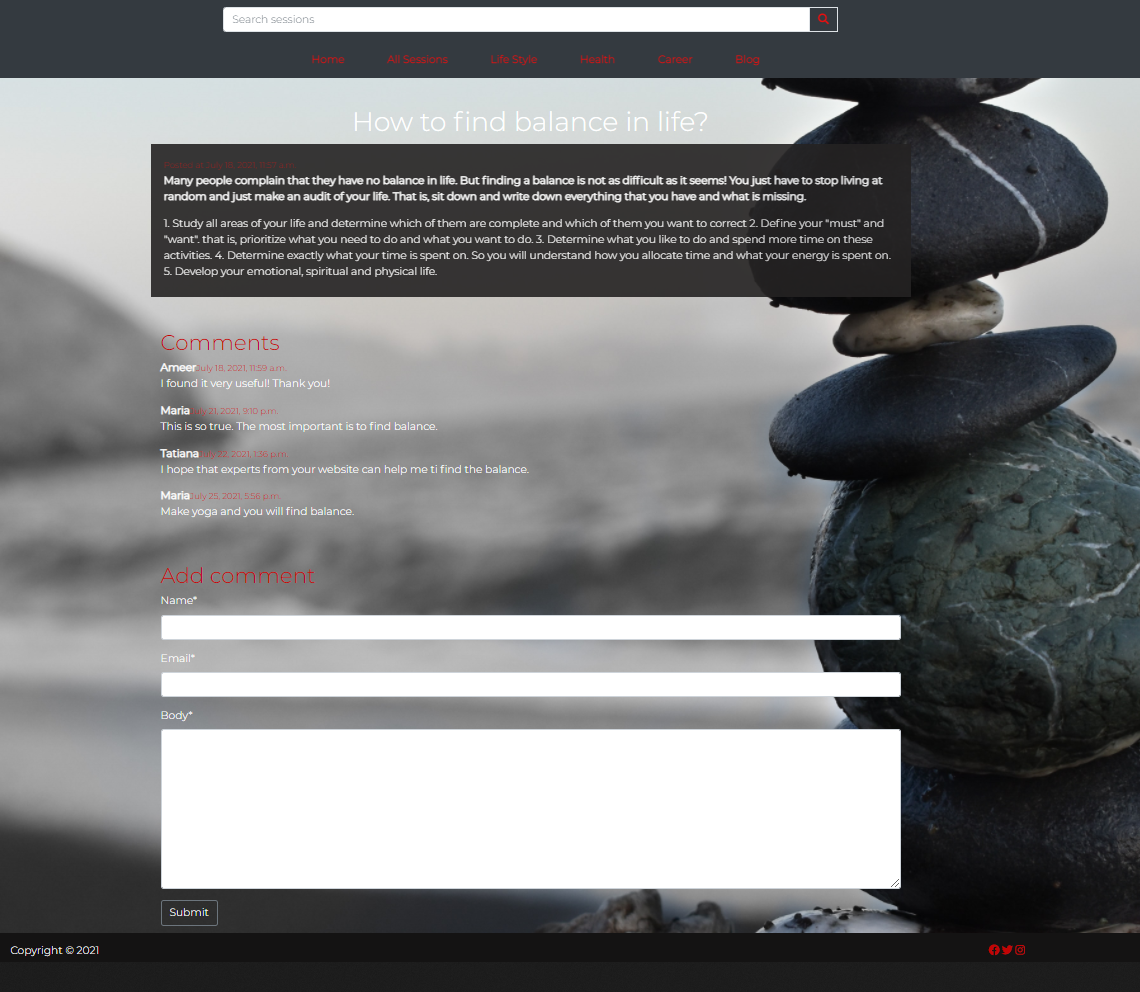 Search sessions
Home All Sessions Life Style Health Career Blog
How to find balance in life?
Many people complain that they have no balance in life. But finding a balance is not as difficult as it seems! You just have to stop living at
random and just make an audit of your life. That is, sit down and write down everything that you have and what is missing.
1. Study all areas of your life and determine which of them are complete and which of them you want to correct 2. Define your "must" and
"want". that is, prioritize what you need to do and what you want to do. 3. Determine what you like to do and spend more time on these
activities. 4. Determine exactly what your time is spent on. So you will understand how you allocate time and what your energy is spent on.
5. Develop your emotional, spiritual and physical life.
Comments
Ameer July 18, 2021, 11:59 a.m.
I found it very useful! Thank you!
Maria July 21, 2021, 9:10 p.m.
This is so true. The most important is to find balance.
Tatiana July 22, 2021, 1:36 p.m.
I hope that experts from your website can help me ti find the balance.
Maria July 25, 2021, 5:56 p.m.
Make yoga and you will find balance.
Add comment
Name*
Email*
Body*
Submit
Copyright © 2021